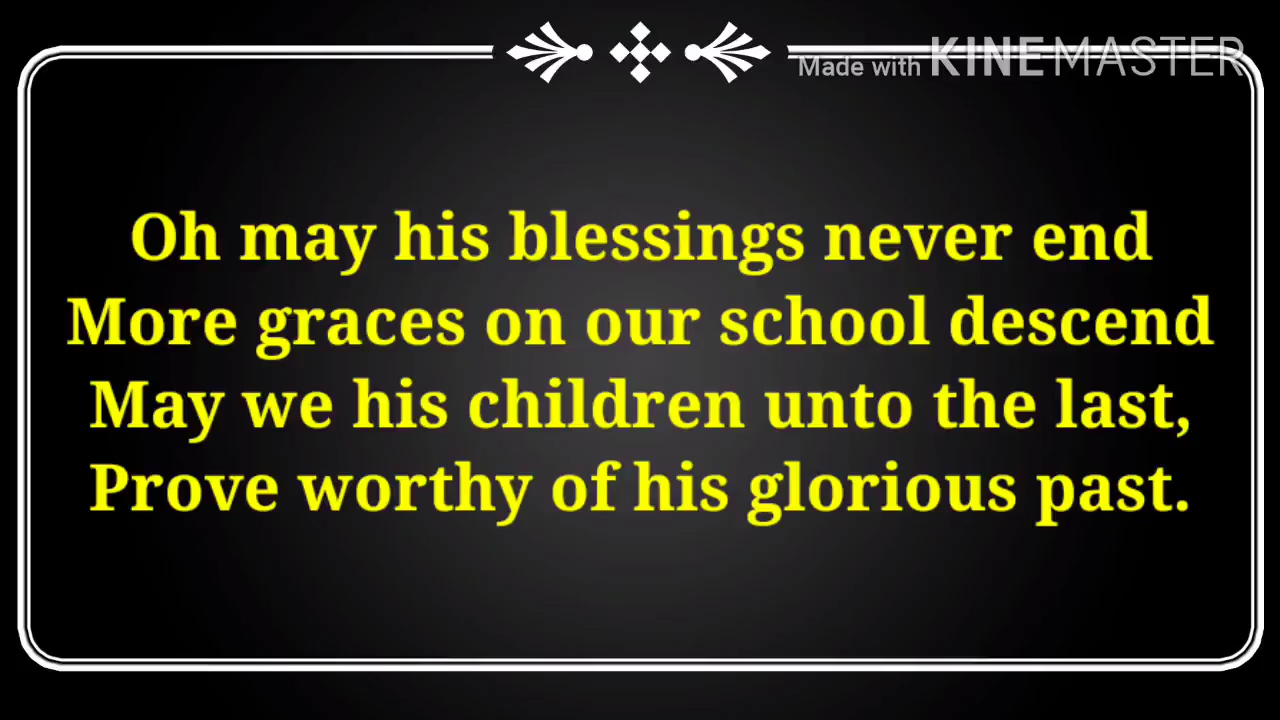 Made with KINEMASTER
Oh may his blessings never end
More graces on our school descend
May we his children unto the last,
Prove worthy of his glorious past.